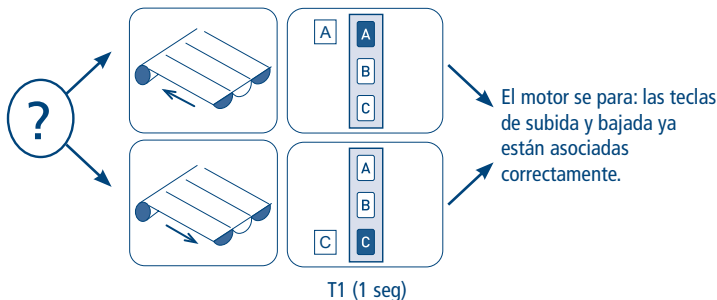 ?
A A
B
C
A
B
C C
El motor se para: las teclas
de subida y bajada ya
están asociadas
correctamente.
T1 (1 seg)